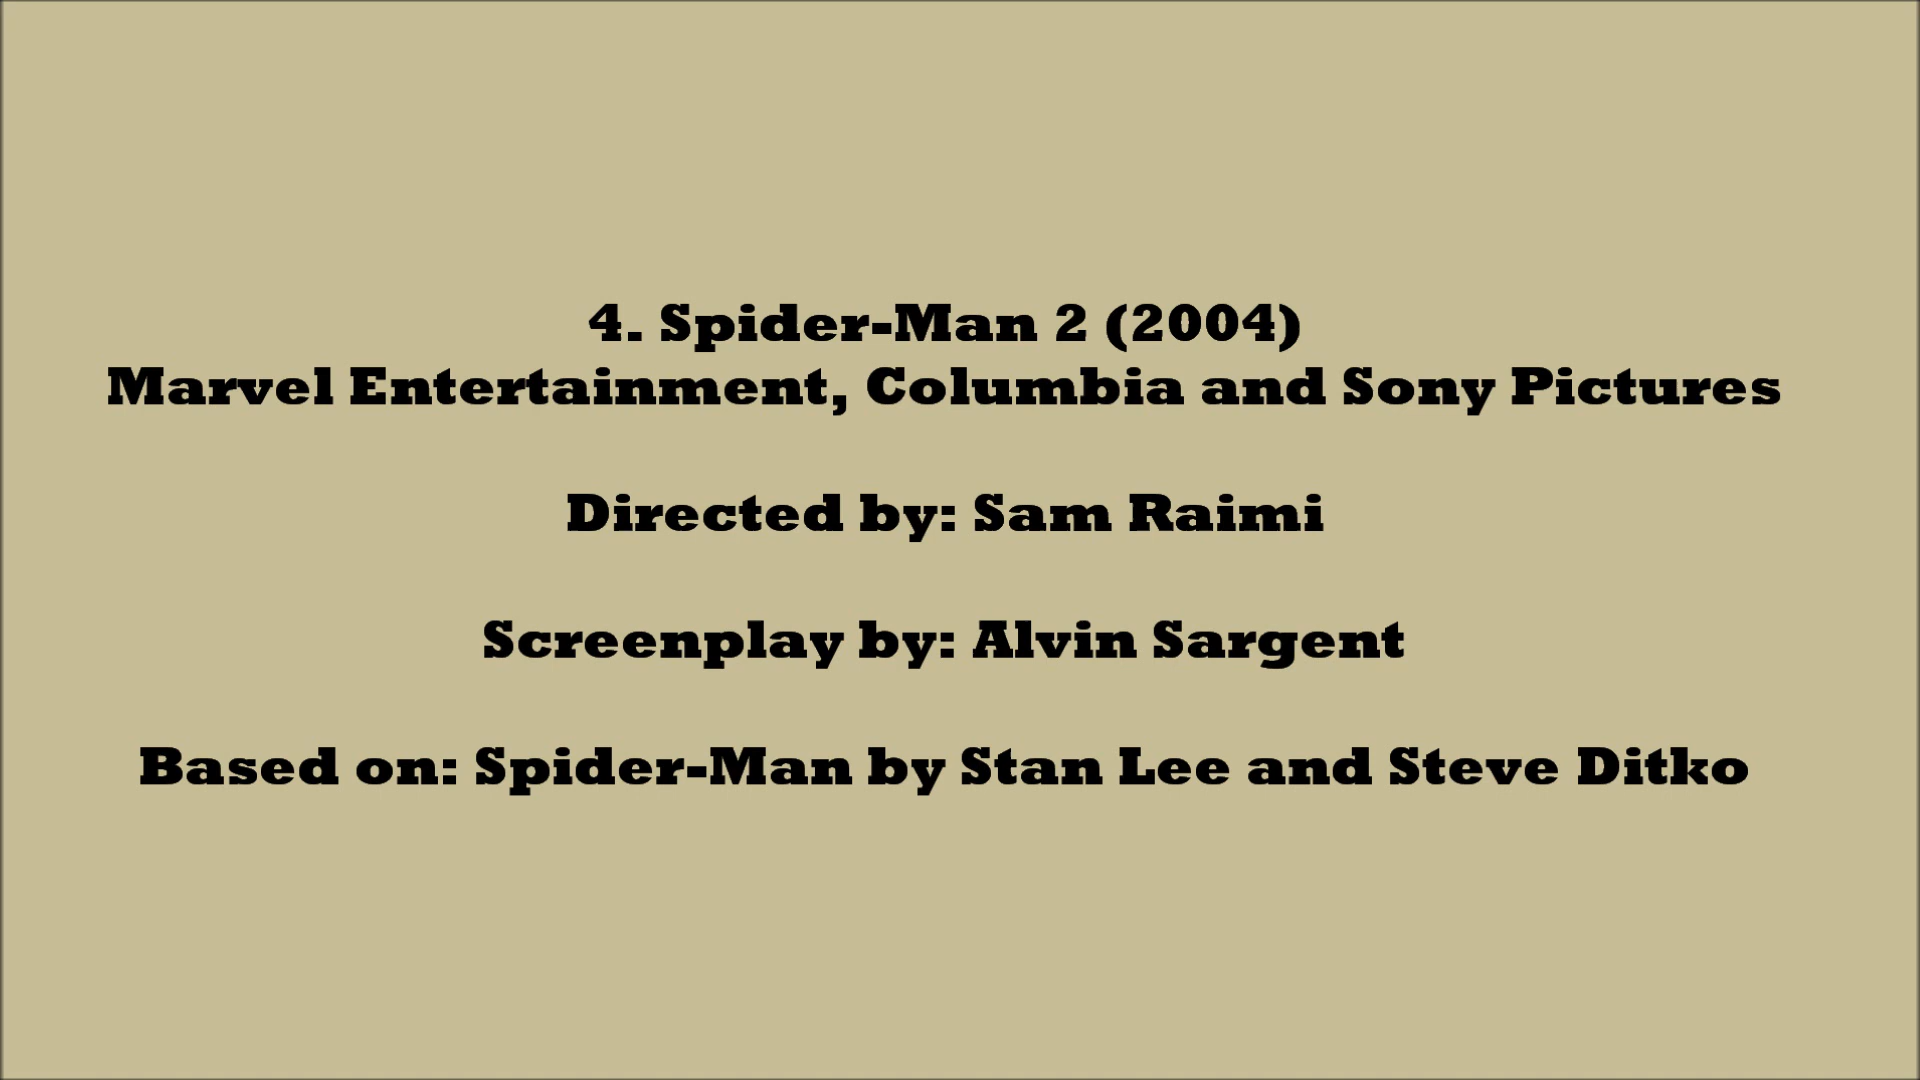 4. Spider-Man 2 (2004)
Marvel Entertainment, Columbia and Sony Pictures
Directed by: Sam Raimi
Screenplay by: Alvin Sargent
Based on: Spider-Man by Stan Lee and Steve Ditko